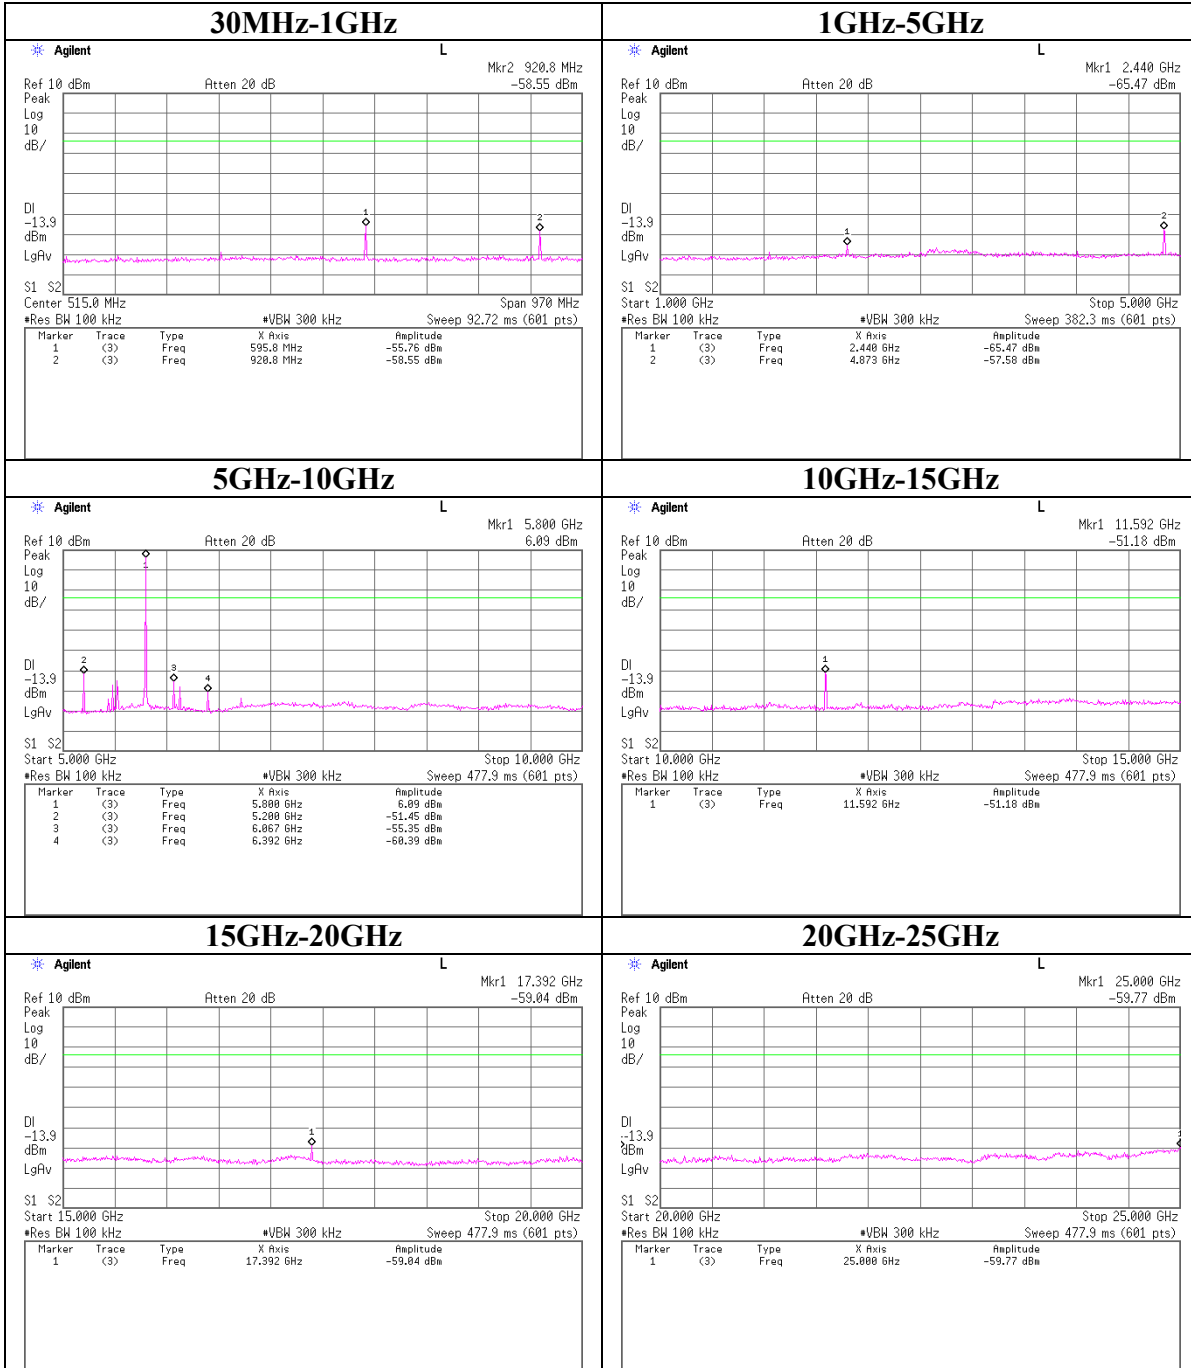 30MHz-1GHz
Agilent L
Mkr2 920.8 MHz
Ref 10 dBm Atten 20 dB -58.55 dBm
Peak
Log
10
dB/
1
2
DI
-13.9
dBm
LgAv
S1 S2
Center 515.0 MHz Span 970 MHz
#Res BW 100 kHz #VBW 300 kHz Sweep 92.72 ms (601 pts)
Marker Trace Type X Axis Amplitude
1 (3) Freq 595.8 MHz -55.76 dBm
2 (3) Freq 920.8 MHz -58.55 dBm
1GHz-5GHz
Agilent L
Mkr1 2.440 GHz
Ref 10 dBm Atten 20 dB -65.47 dBm
Peak
Log
10
dB/
2
1
DI
-13.9
dBm
LgAv
S1 S2
Start 1.000 GHz Stop 5.000 GHz
#Res BW 100 kHz #VBW 300 kHz Sweep 382.3 ms (601 pts)
Marker Trace Type X Axis Amplitude
1 (3) Freq 2.440 GHz -65.47 dBm
2 (3) Freq 4.873 GHz -57.58 dBm
5GHz-10GHz
Agilent L
Mkr1 5.800 GHz
Ref 10 dBm Atten 20 dB 6.09 dBm
Peak
Log
10
dB/
1
2
3
4
DI
-13.9
dBm
LgAv
S1 S2
Start 5.000 GHz Stop 10.000 GHz
#Res BW 100 kHz #VBW 300 kHz Sweep 477.9 ms (601 pts)
Marker Trace Type X Axis Amplitude
1 (3) Freq 5.800 GHz 6.09 dBm
2 (3) Freq 5.200 GHz -51.45 dBm
3 (3) Freq 6.067 GHz -55.35 dBm
4 (3) Freq 6.392 GHz -60.39 dBm
10GHz-15GHz
Agilent L
Mkr1 11.592 GHz
Ref 10 dBm Atten 20 dB -51.18 dBm
Peak
Log
10
dB/
1
DI
-13.9
dBm
LgAv
S1 S2
Start 10.000 GHz Stop 15.000 GHz
#Res BW 100 kHz #VBW 300 kHz Sweep 477.9 ms (601 pts)
Marker Trace Type X Axis Amplitude
1 (3) Freq 11.592 GHz -51.18 dBm
15GHz-20GHz
Agilent L
Mkr1 17.392 GHz
Ref 10 dBm Atten 20 dB -59.04 dBm
Peak
Log
10
dB/
1
DI
-13.9
dBm
LgAv
S1 S2
Start 15.000 GHz Stop 20.000 GHz
#Res BW 100 kHz #VBW 300 kHz Sweep 477.9 ms (601 pts)
Marker Trace Type X Axis Amplitude
1 (3) Freq 17.392 GHz -59.04 dBm
20GHz-25GHz
Agilent L
Mkr1 25.000 GHz
Ref 10 dBm Atten 20 dB -59.77 dBm
Peak
Log
10
dB/
1
DI
-13.9
dBm
LgAv
S1 S2
Start 20.000 GHz Stop 25.000 GHz
#Res BW 100 kHz #VBW 300 kHz Sweep 477.9 ms (601 pts)
Marker Trace Type X Axis Amplitude
1 (3) Freq 25.000 GHz -59.77 dBm